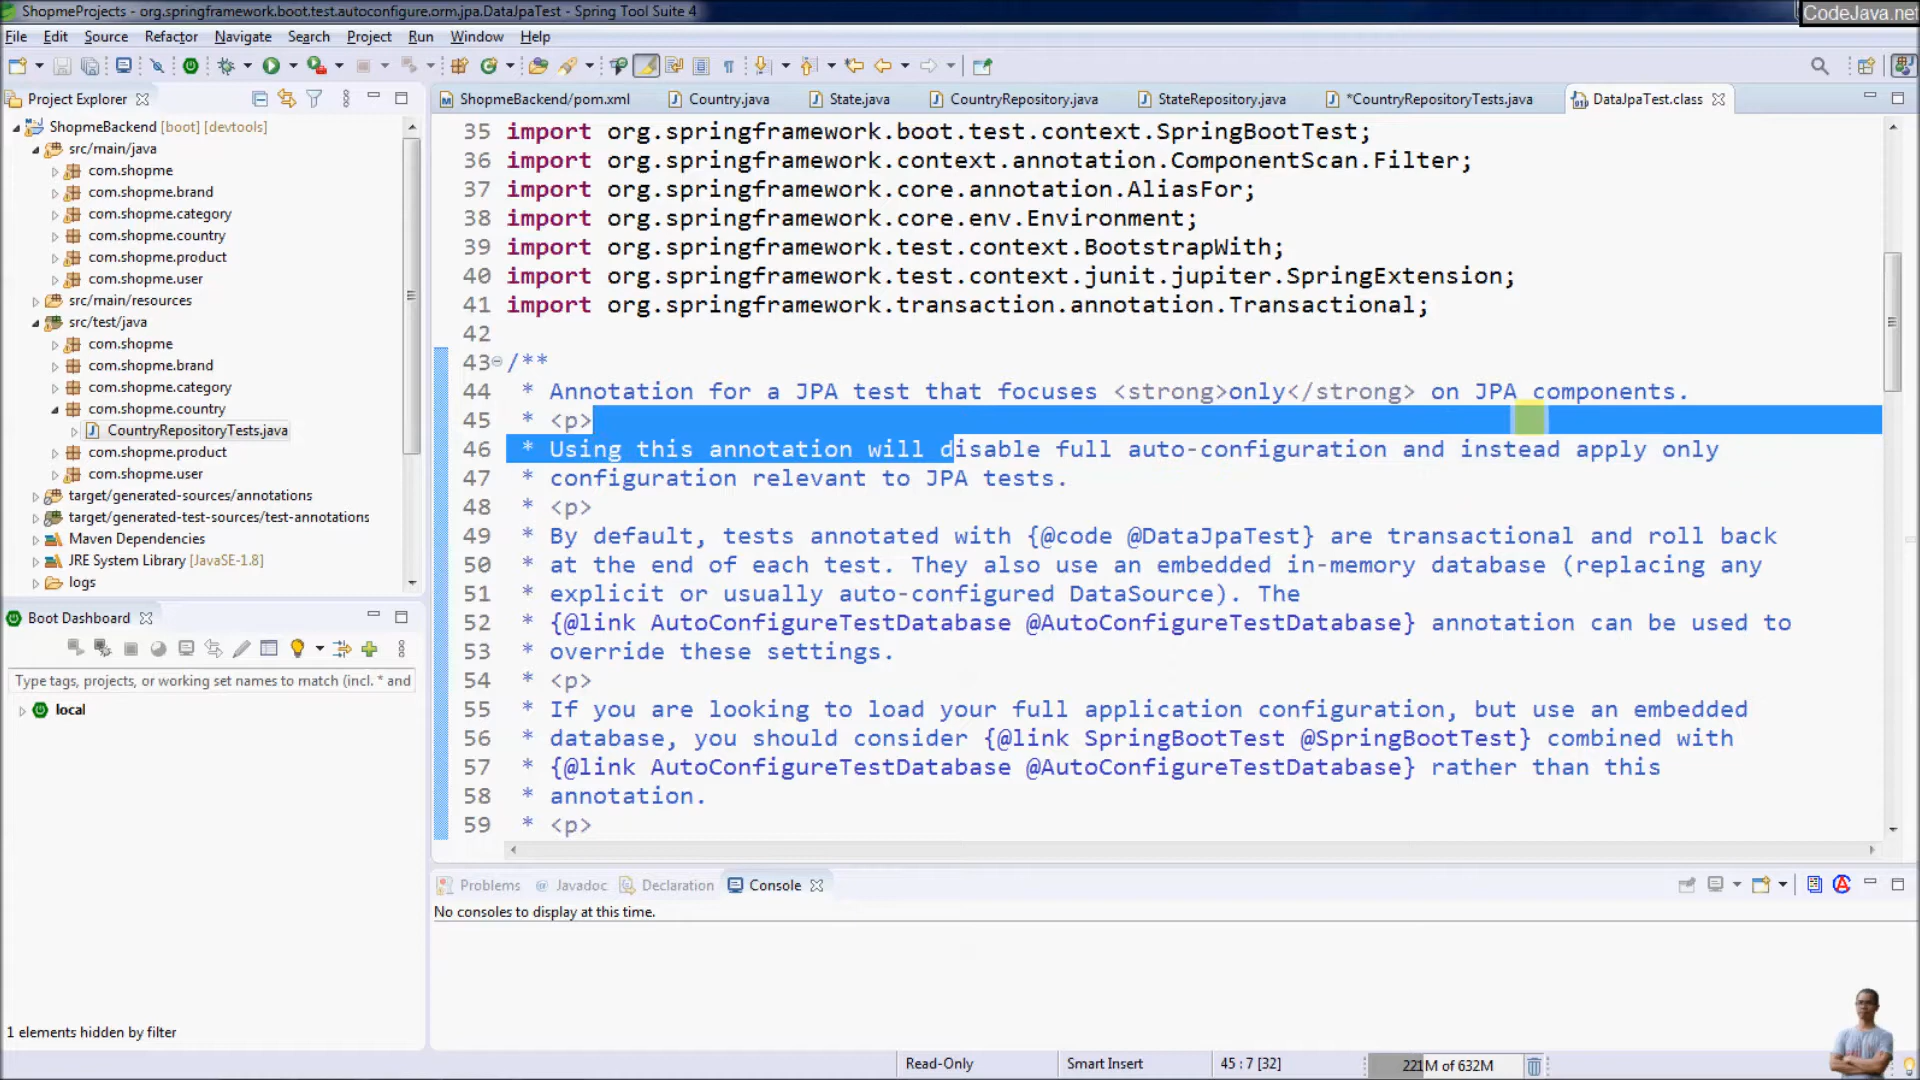 ShopmeProjects - org.springframework.boot.test.autoconfigure.orm.jpa.DataJpaTest - Spring Tool Suite 4
CodeJava.net
File Edit Source Refactor Navigate Search Project Run Window Help
Project Explorer
ShopmeBackend [boot] [devtools]
src/main/java
com.shopme
com.shopme.brand
com.shopme.category
com.shopme.country
com.shopme.product
com.shopme.user
src/main/resources
src/test/java
com.shopme
com.shopme.brand
com.shopme.category
com.shopme.country
CountryRepositoryTests.java
com.shopme.product
com.shopme.user
target/generated-sources/annotations
target/generated-test-sources/test-annotations
Maven Dependencies
JRE System Library [JavaSE-1.8]
logs
Boot Dashboard
Type tags, projects, or working set names to match (incl. * and
local
1 elements hidden by filter
ShopmeBackend/pom.xml Country.java State.java CountryRepository.java StateRepository.java *CountryRepositoryTests.java DataJpaTest.class
35 import org.springframework.boot.test.context.SpringBootTest;
36 import org.springframework.context.annotation.ComponentScan.Filter;
37 import org.springframework.core.annotation.AliasFor;
38 import org.springframework.core.env.Environment;
39 import org.springframework.test.context.BootstrapWith;
40 import org.springframework.test.context.junit.jupiter.SpringExtension;
41 import org.springframework.transaction.annotation.Transactional;
42
43 /**
44 * Annotation for a JPA test that focuses <strong>only</strong> on JPA components.
45 * <p>
46 * Using this annotation will disable full auto-configuration and instead apply only
47 * configuration relevant to JPA tests.
48 * <p>
49 * By default, tests annotated with {@code @DataJpaTest} are transactional and roll back
50 * at the end of each test. They also use an embedded in-memory database (replacing any
51 * explicit or usually auto-configured DataSource). The
52 * {@link AutoConfigureTestDatabase @AutoConfigureTestDatabase} annotation can be used to
53 * override these settings.
54 * <p>
55 * If you are looking to load your full application configuration, but use an embedded
56 * database, you should consider {@link SpringBootTest @SpringBootTest} combined with
57 * {@link AutoConfigureTestDatabase @AutoConfigureTestDatabase} rather than this
58 * annotation.
59 * <p>
Problems @ Javadoc Declaration Console
No consoles to display at this time.
Read-Only Smart Insert 45 : 7 [32] 221M of 632M